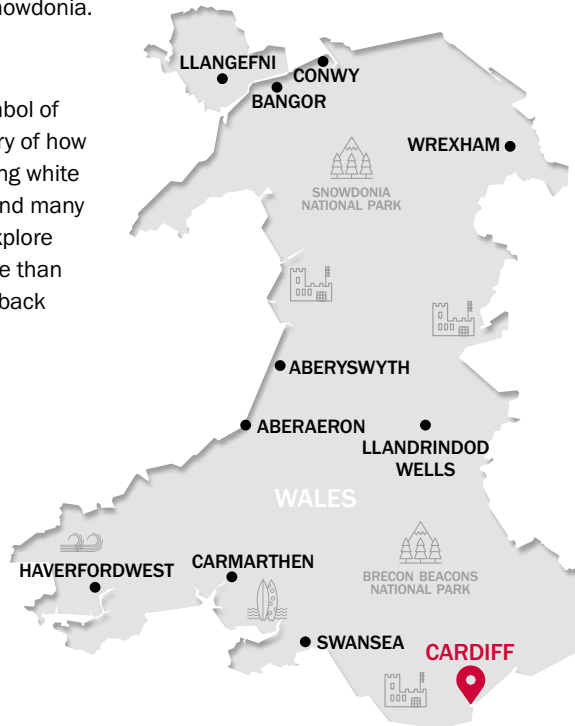 nowdonia.
mbol of
ry of how
ng white
nd many
xplore
e than
back
LLANGEFNI
CONWY
BANGOR
WREXHAM
SNOWDONIA
NATIONAL PARK
ABERYSWYTH
ABERAERON
LLANDRINDOD
WELLS
WALES
HAVERFORDWEST
CARMARTHEN
BRECON BEACONS
NATIONAL PARK
SWANSEA
CARDIFF